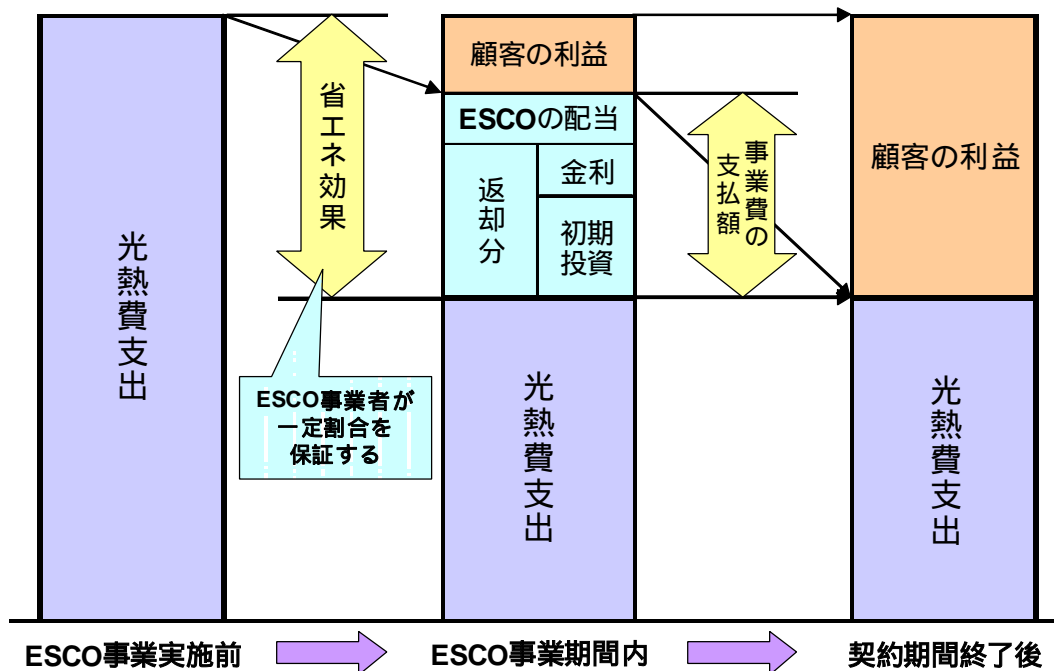 光熱費支出
省エネ効果
ESCO事業者が
一定割合を
保証する
顧客の利益
ESCOの配当
返却分
金利
初期
投資
光熱費支出
事業費の
支払額
顧客の利益
光熱費支出
ESCO事業実施前
ESCO事業期間内
契約期間終了後